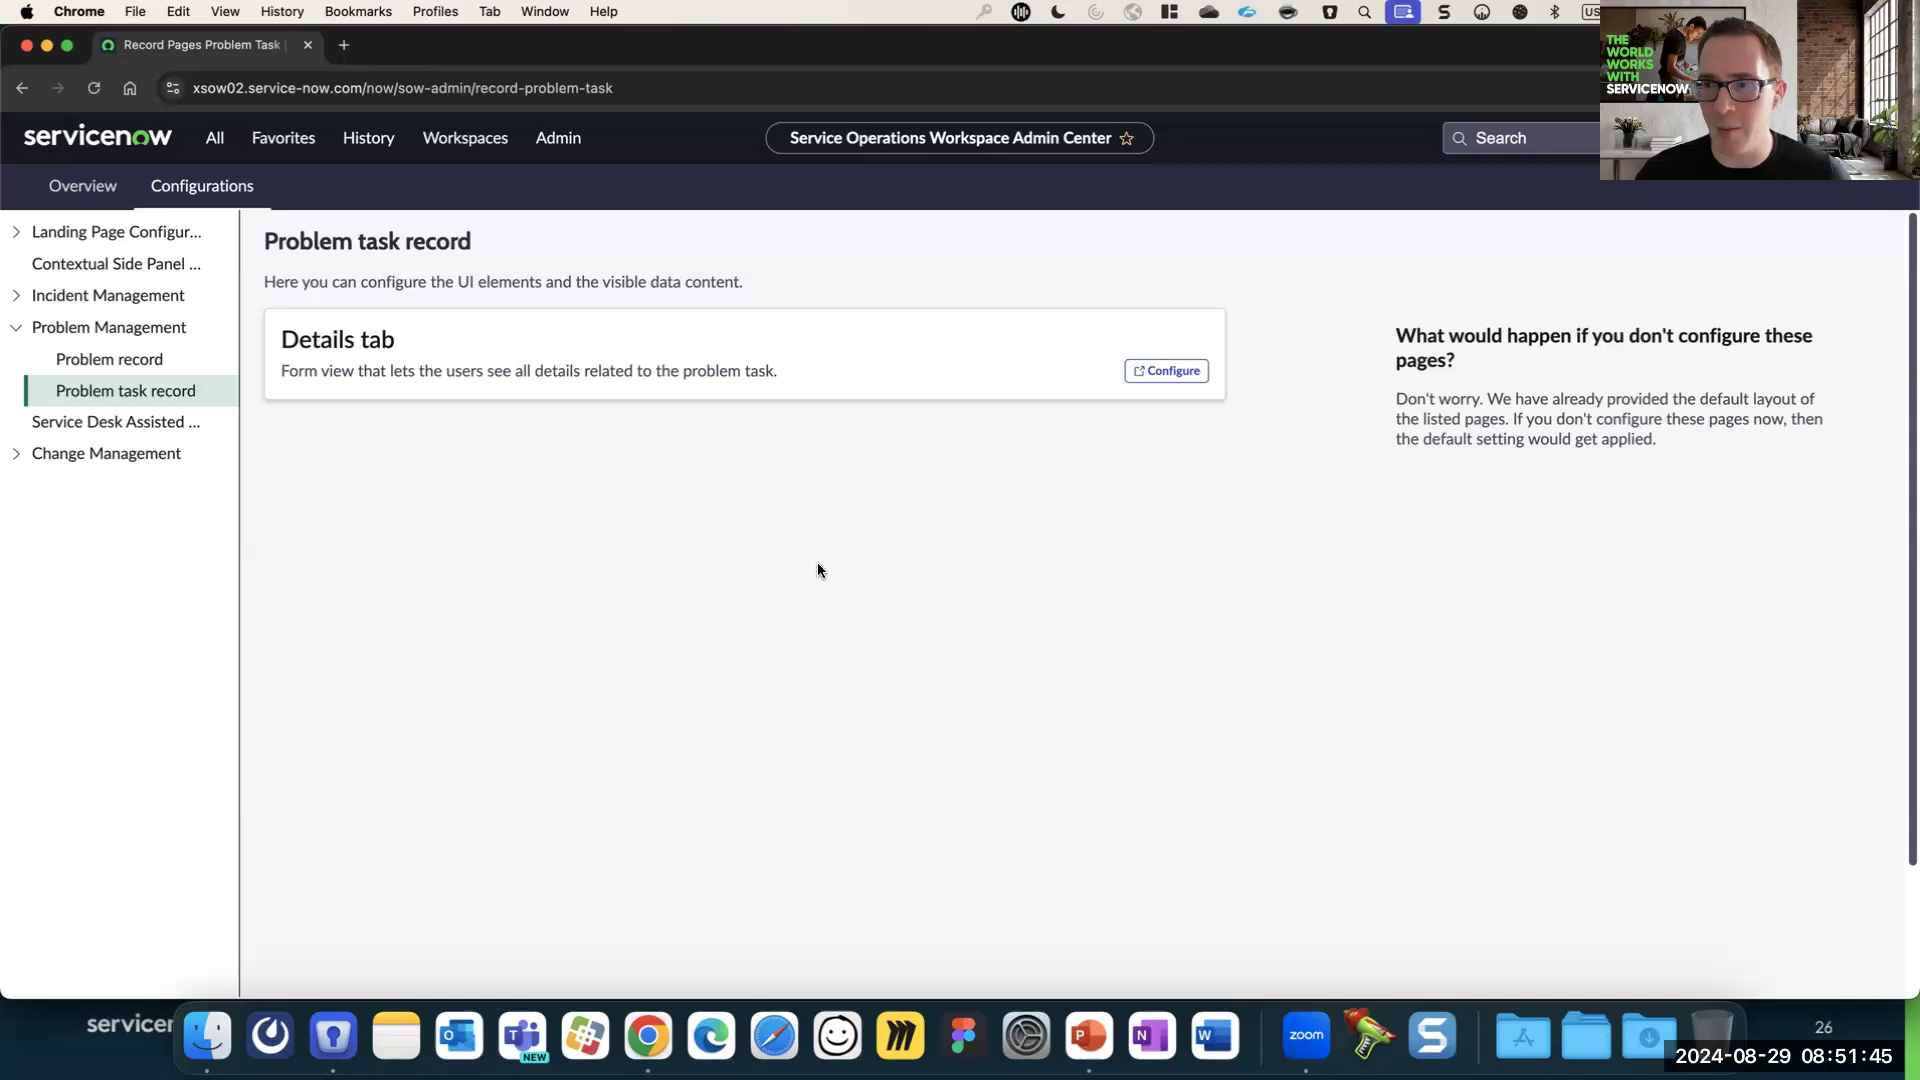 Chrome File Edit View History Bookmarks Profiles Tab Window Help
Record Pages Problem Task
xsow02.service-now.com/now/sow-admin/record-problem-task
THE
WORLD
WORKS
WITH
SERVICENOW
servicenow All Favorites History Workspaces Admin Service Operations Workspace Admin Center Search
Overview Configurations
Landing Page Configur...
Contextual Side Panel ...
Incident Management
Problem Management
Problem record
Problem task record
Service Desk Assisted ...
Change Management
Problem task record
Here you can configure the UI elements and the visible data content.
Details tab
Form view that lets the users see all details related to the problem task.
Configure
What would happen if you don't configure these
pages?
Don't worry. We have already provided the default layout of
the listed pages. If you don't configure these pages now, then
the default setting would get applied.
NEW
zoom
26
2024-08-29 08:51:45